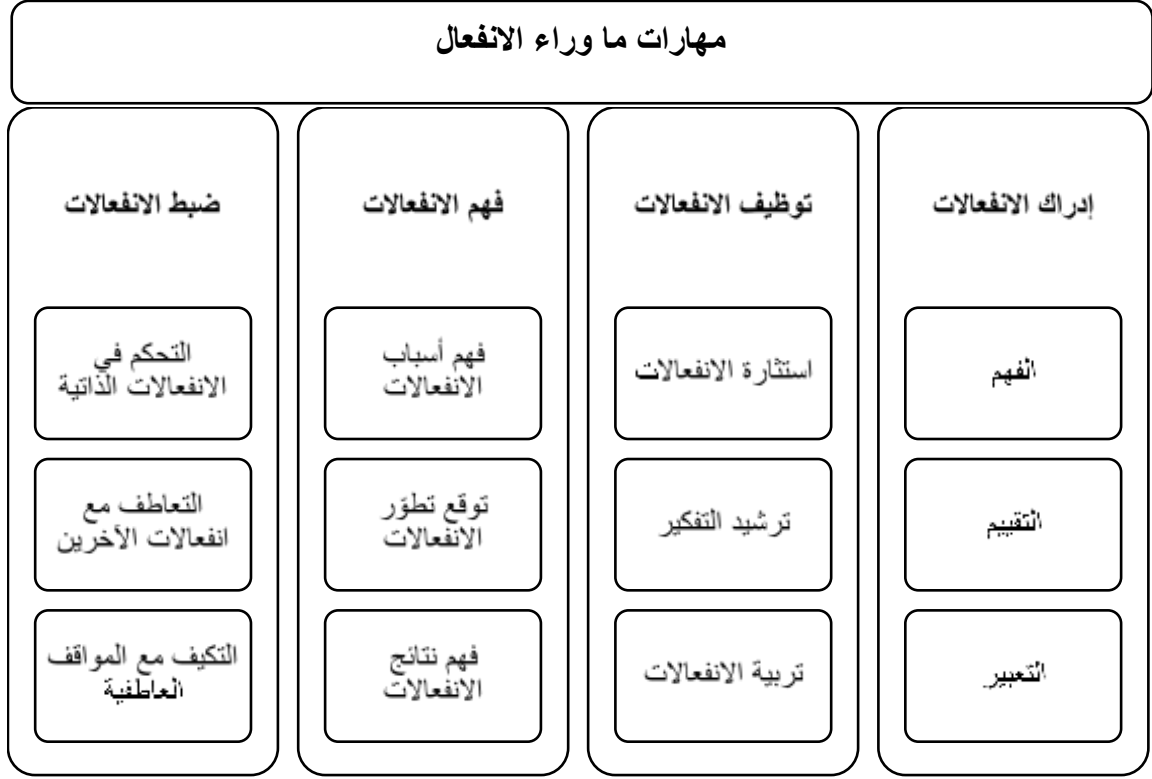 مهارات ما وراء الانفعال
إدراك الانفعالات
الفهم
التقييم
التعبير
توظيف الانفعالات
استثارة الانفعالات
ترشيد التفكير
تربية الانفعالات
فهم الانفعالات
فهم أسباب
الانفعالات
توقع تطوّر
الانفعالات
فهم نتائج
الانفعالات
ضبط الانفعالات
التحكم في
الانفعالات الذاتية
التعاطف مع
انفعالات الآخرين
التكيف مع المواقف
العاطفية